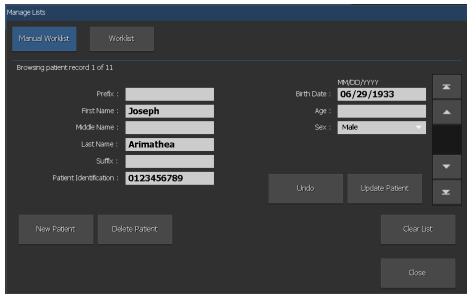 Manage Lists
Manual Worklist Worklist
Browsing patient record 1 of 11
MM/DD/YYYY
Prefix : Birth Date : 06/29/1933
First Name : Joseph Age :
Middle Name : Sex : Male
Last Name : Arimathea
Suffix :
Patient Identification : 0123456789
Undo Update Patient
New Patient Delete Patient Clear List
Close